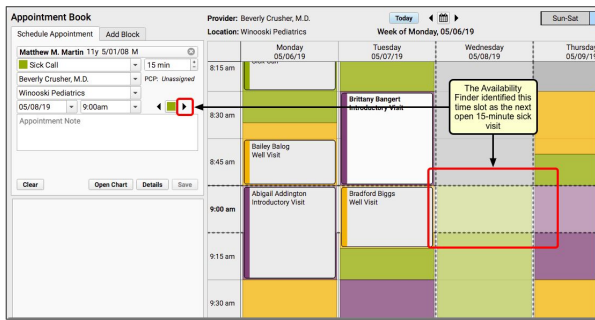 Appointment Book
Schedule Appointment
Add Block
Matthew M. Martin 11y 5/01/08 M
Sick Call
15 min
Beverly Crusher, M.D.
PCP: Unassigned
Winooski Pediatrics
05/08/19
9:00am
Appointment Note
Clear
Open Chart
Details
Save
Provider: Beverly Crusher, M.D.
Today
Sun-Sat
Location: Winooski Pediatrics
Week of Monday, 05/06/19
Monday
05/06/19
Tuesday
05/07/19
Wednesday
05/08/19
Thursda
05/09/1
8:15 am
8:30 am
8:45 am
9:00 am
9:15 am
9:30 am
Bailey Balog
Well Visit
Abigail Addington
Introductory Visit
Brittany Bangert
Introductory Visit
Bradford Biggs
Well Visit
The Availability
Finder identified this
time slot as the next
open 15-minute sick
visit